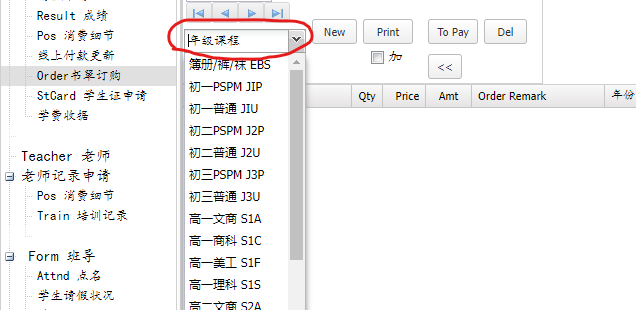 Result 成绩
Pos 消费细节
线上付款更新
Order书单订购
StCard 学生证申请
学费收据
Teacher 老师
老师记录申请
Pos 消费细节
Train 培训记录
Form 班导
Attnd 点名
学生请假状况
年级课程
New
Print
To Pay
Del
加
<<
簿册/裤/袜 EBS
初一PSPM JIP
初一普通 JIU
初二PSPM J2P
初二普通 J2U
初三PSPM J3P
初三普通 J3U
高一文商 S1A
高一商科 S1C
高一美工 S1F
高一理科 S1S
高二文商 S2A
Qty
Price
Amt
Order Remark
年份